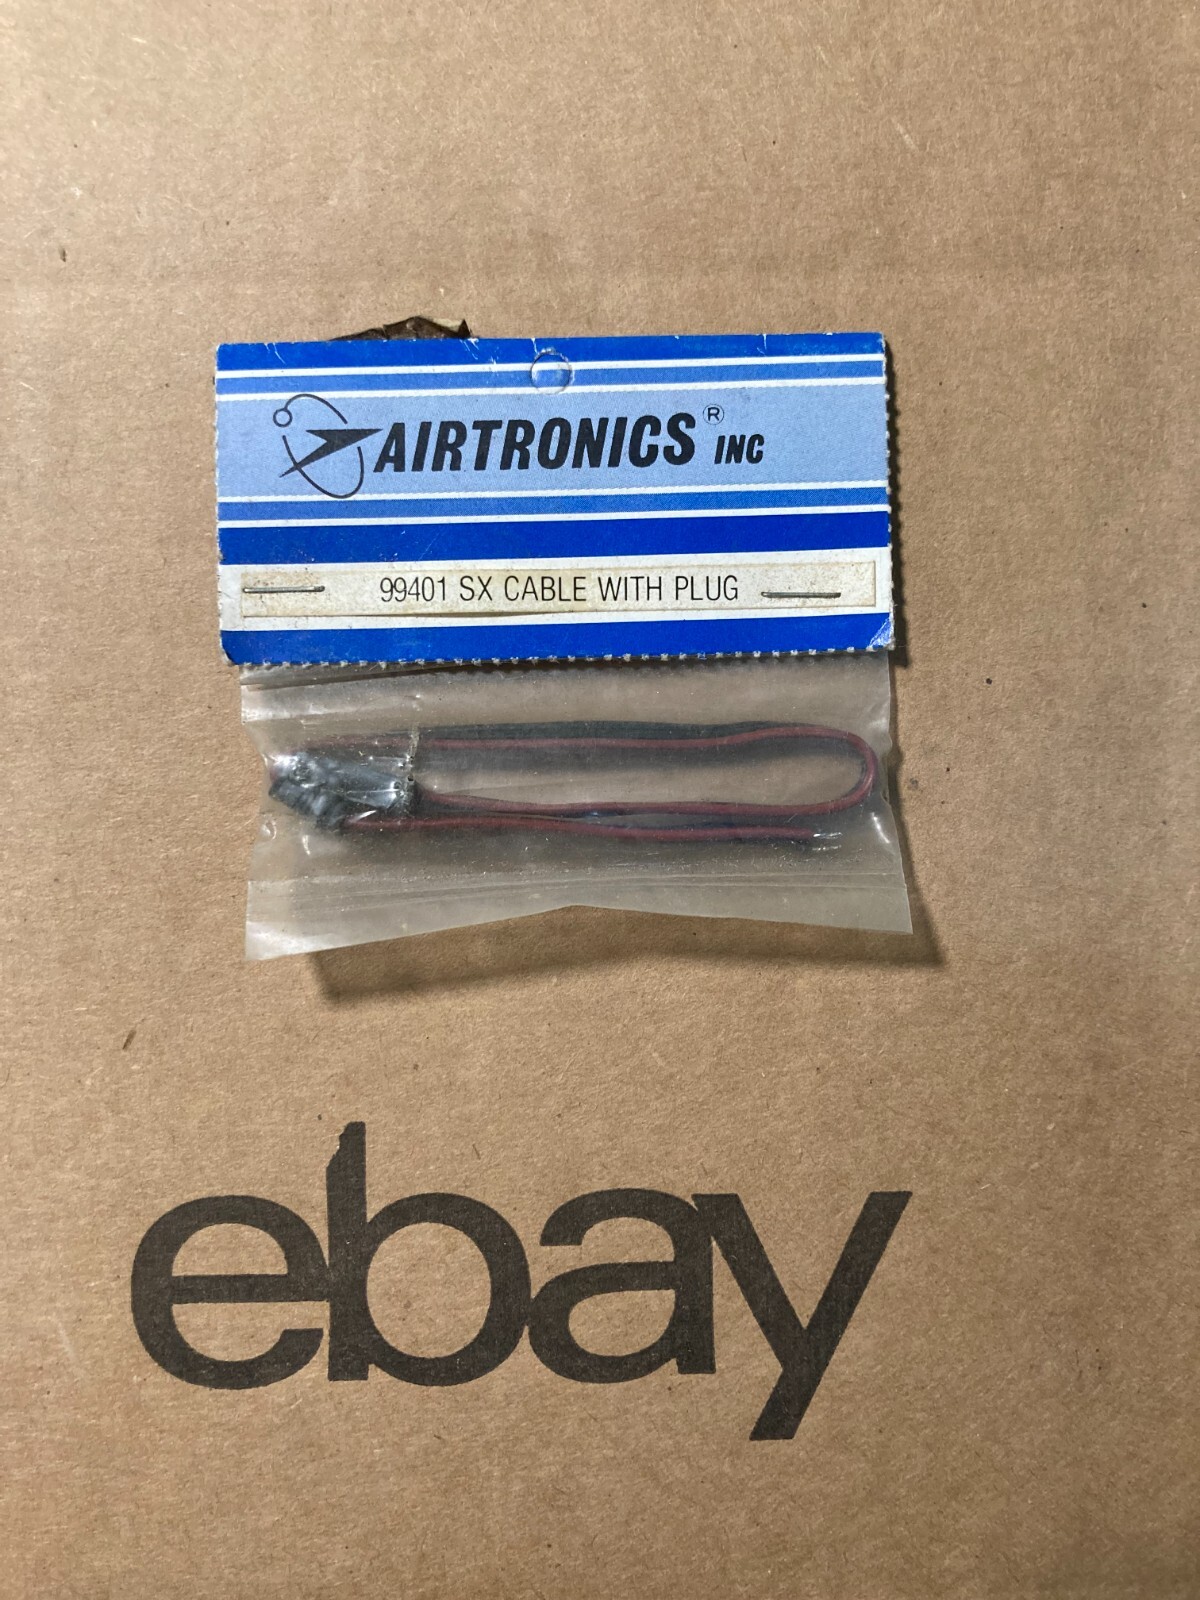 AIRTRONICS® INC
99401 SX CABLE WITH PLUG
ebay